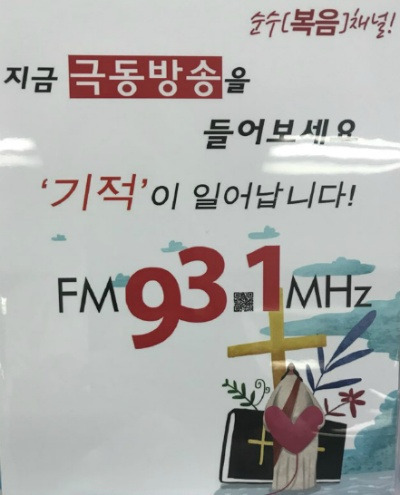 순수[복음]채널!
지금 극동방송을
들어보세요
‘기적’이 일어납니다!
FM 93.1 MHz